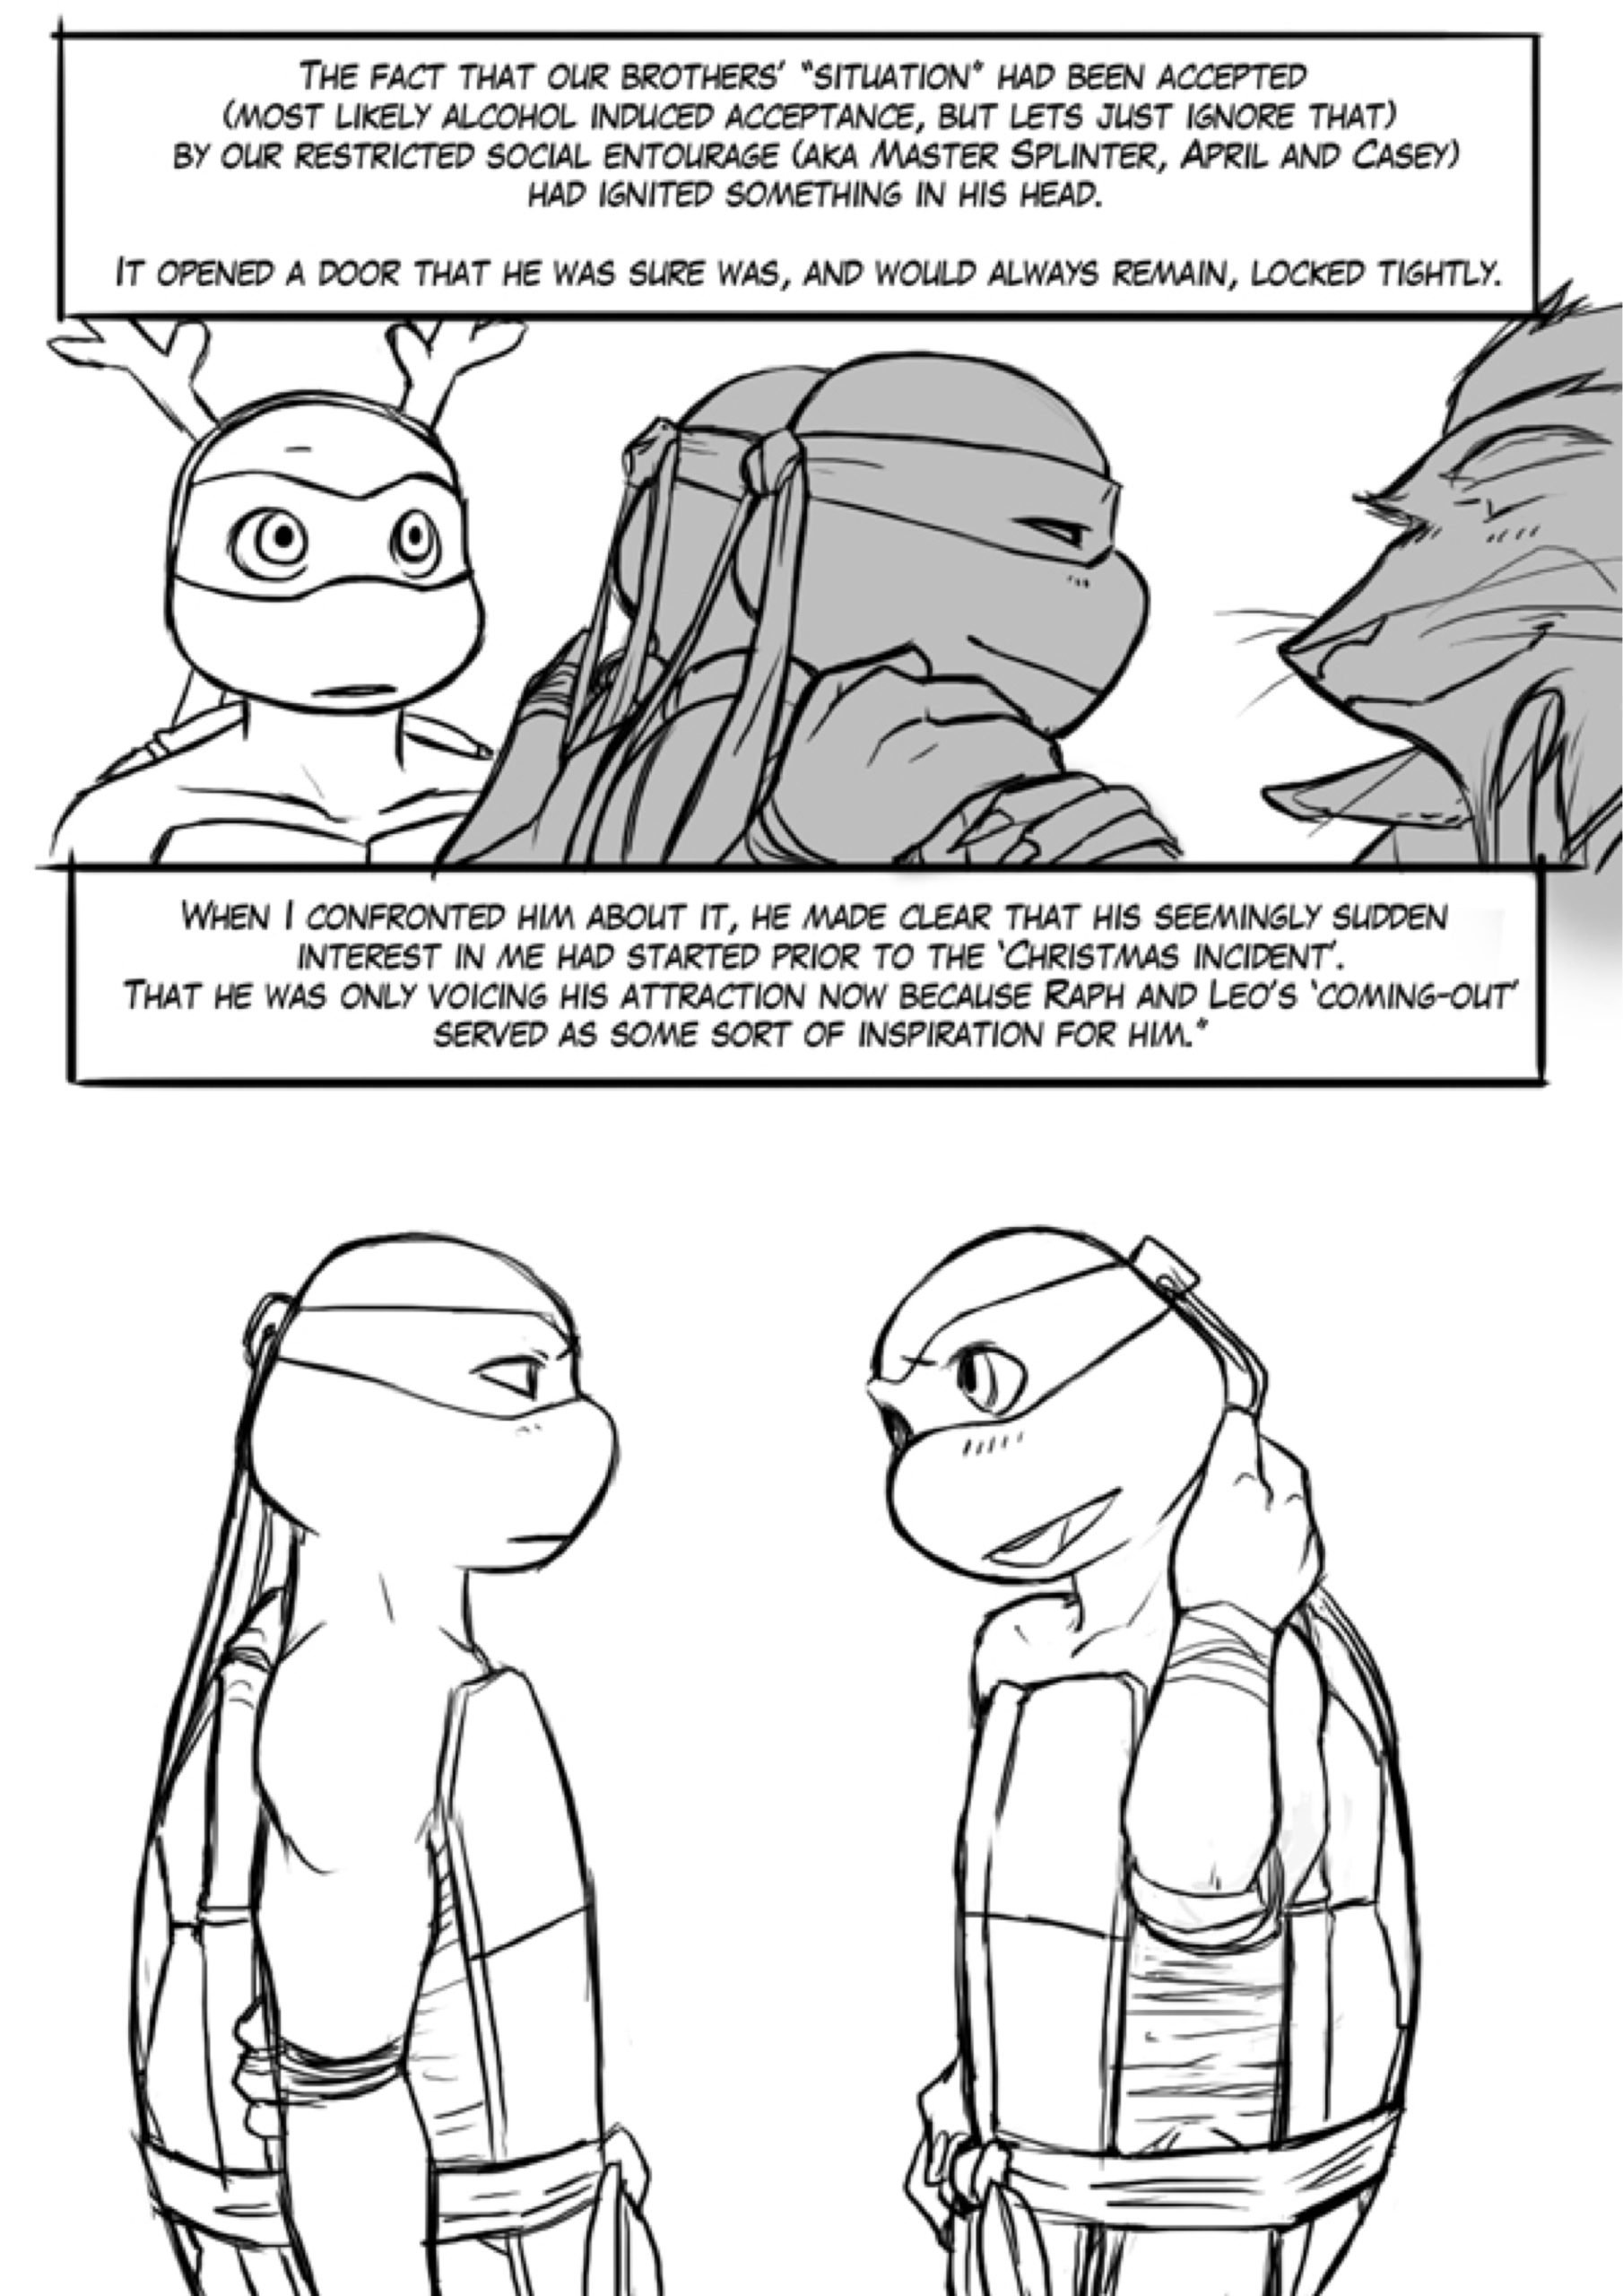 THE FACT THAT OUR BROTHERS' "SITUATION" HAD BEEN ACCEPTED
(MOST LIKELY ALCOHOL INDUCED ACCEPTANCE, BUT LETS JUST IGNORE THAT)
BY OUR RESTRICTED SOCIAL ENTOURAGE (AKA MASTER SPLINTER, APRIL AND CASEY)
HAD IGNITED SOMETHING IN HIS HEAD.
IT OPENED A DOOR THAT HE WAS SURE WAS, AND WOULD ALWAYS REMAIN, LOCKED TIGHTLY.
WHEN I CONFRONTED HIM ABOUT IT, HE MADE CLEAR THAT HIS SEEMINGLY SUDDEN
INTEREST IN ME HAD STARTED PRIOR TO THE 'CHRISTMAS INCIDENT'.
THAT HE WAS ONLY VOICING HIS ATTRACTION NOW BECAUSE RAPH AND LEO'S 'COMING-OUT'
SERVED AS SOME SORT OF INSPIRATION FOR HIM."